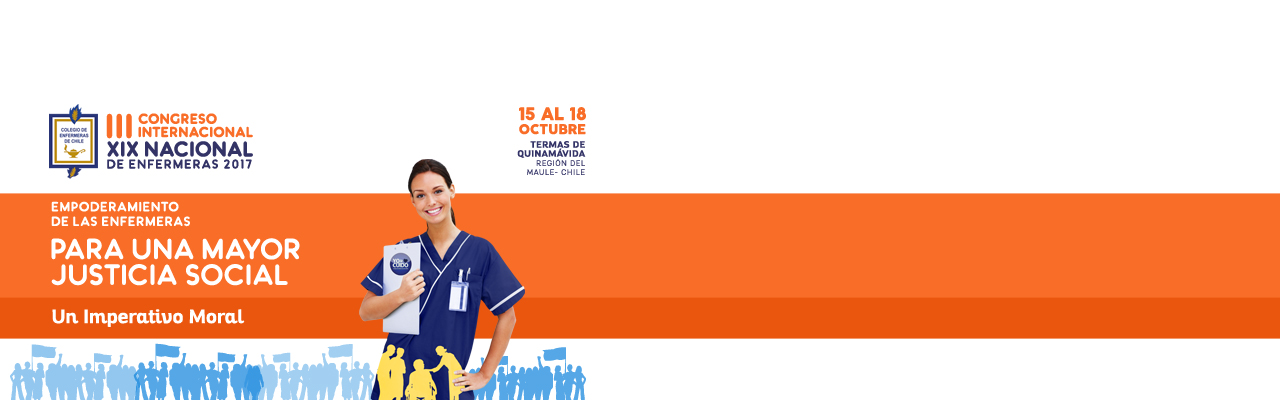 COLEGIO DE
ENFERMERAS
DE CHILE
III CONGRESO
INTERNACIONAL
XIX NACIONAL
DE ENFERMERAS 2017
15 AL 18
OCTUBRE
TERMAS DE
QUINAMÁVIDA
REGIÓN DEL
MAULE- CHILE
EMPODERAMIENTO
DE LAS ENFERMERAS
PARA UNA MAYOR
JUSTICIA SOCIAL
Un Imperativo Moral
CUIDO